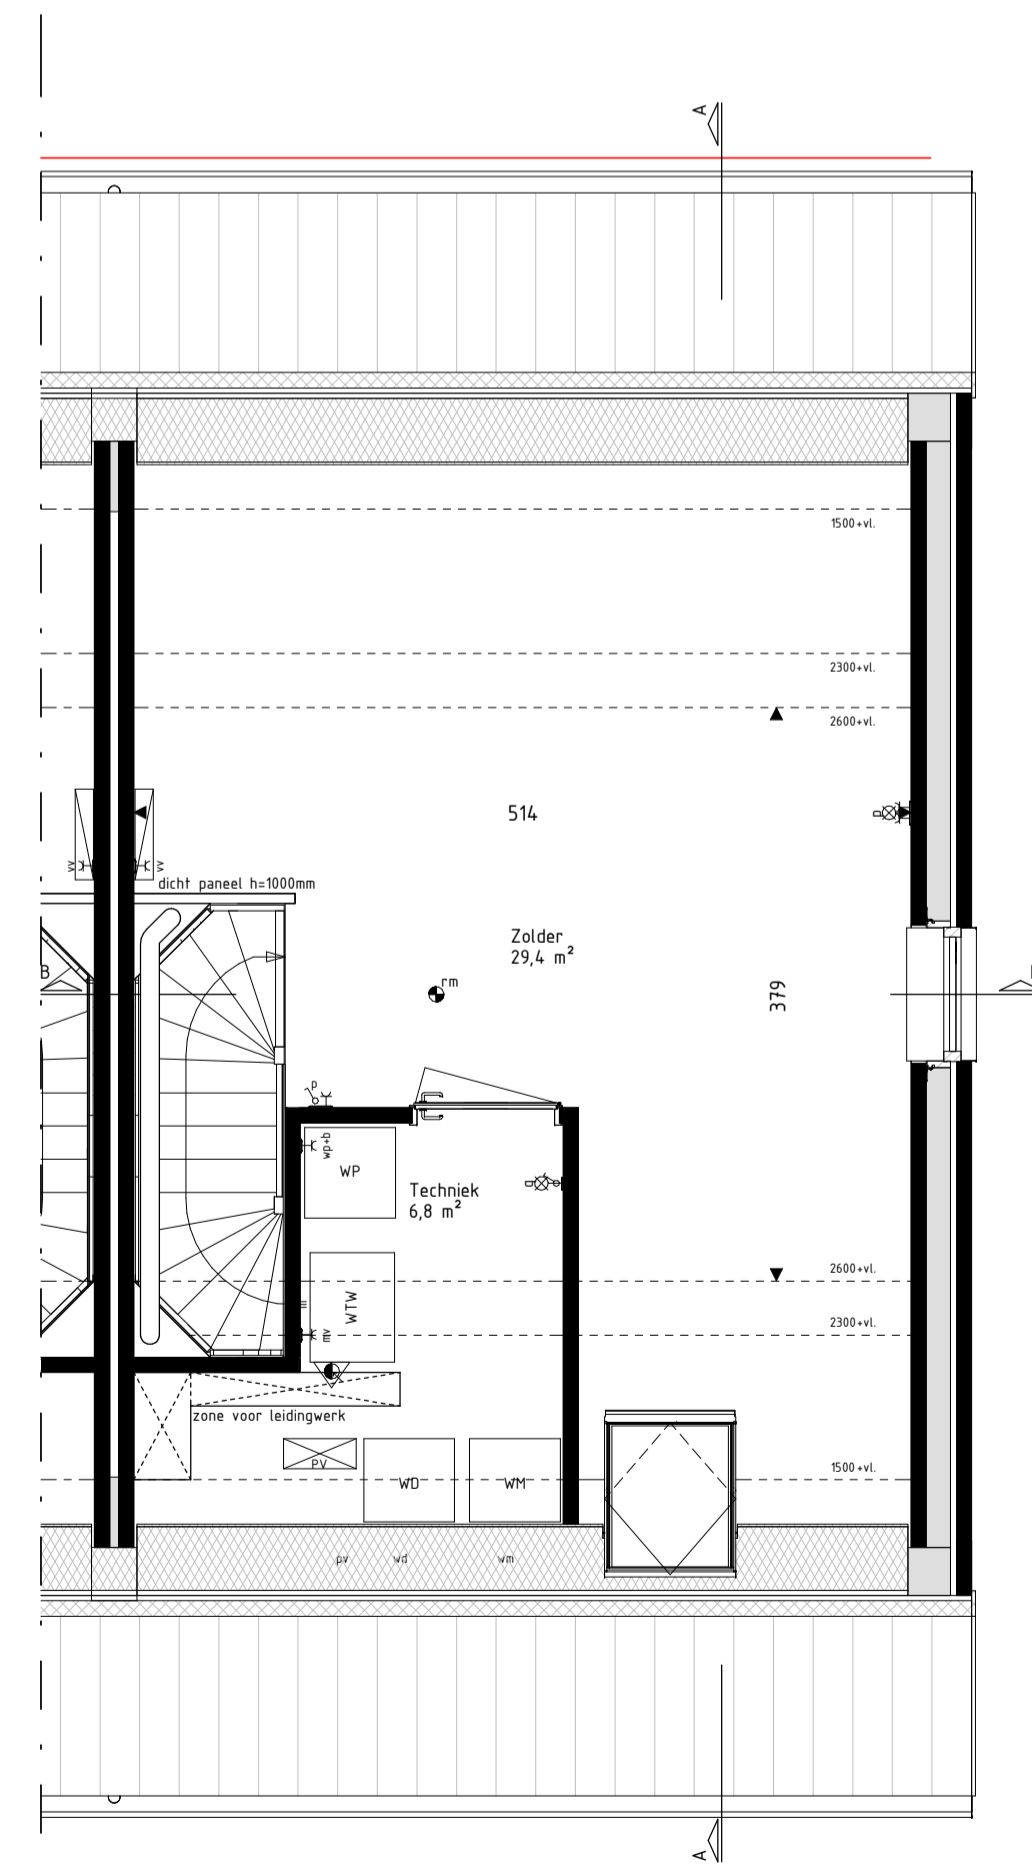 A
1500+vl.
2300+vl.
2600+vl.
514
p
vv
vv
dicht paneel h=1000mm
Zolder
29,4 m²
B
rm
379
p
wp+b
WP
Techniek
6,8 m²
2600+vl.
WTW
2300+vl.
mv
zone voor leidingwerk
PV
WD
WM
1500+vl.
pv
wd
wm
A